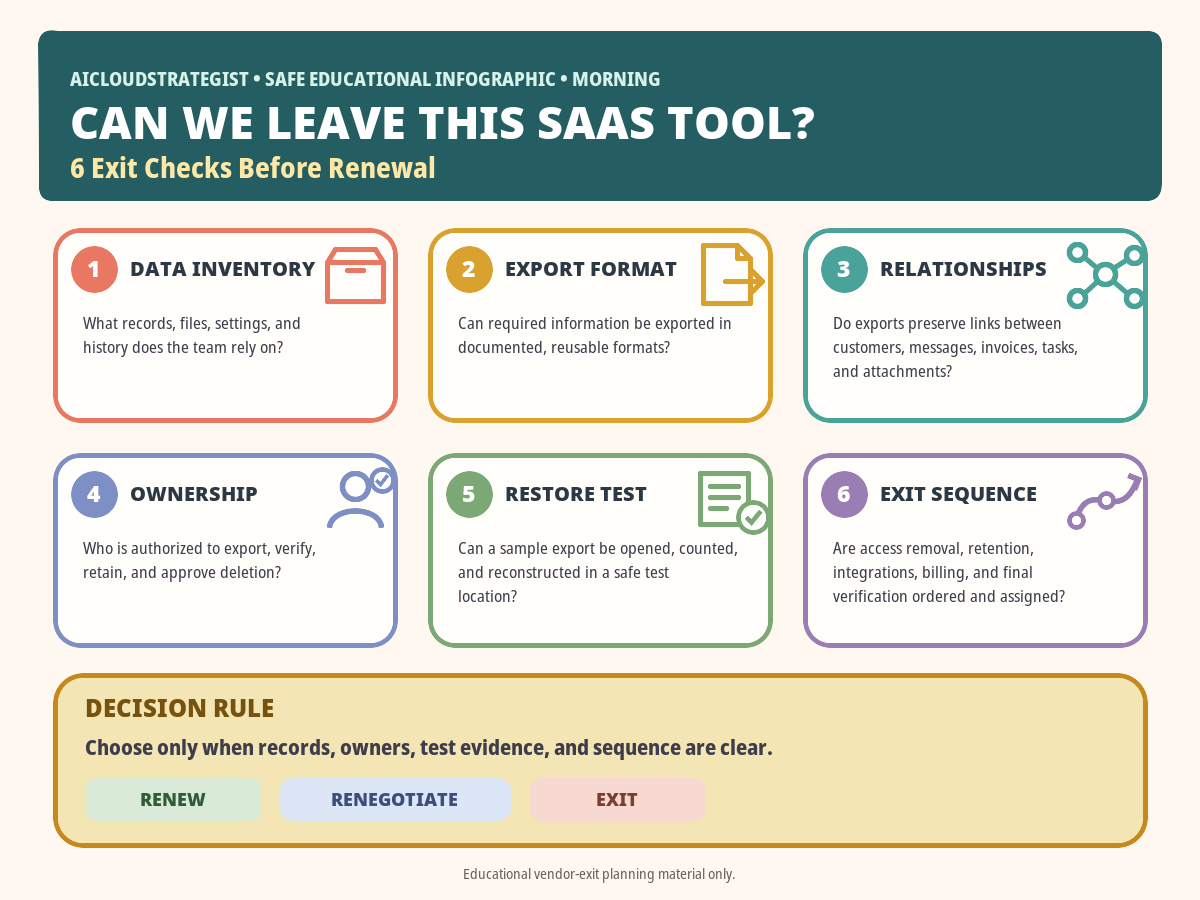 AICLOUDSTRATEGIST • SAFE EDUCATIONAL INFOGRAPHIC • MORNING
CAN WE LEAVE THIS SAAS TOOL?
6 Exit Checks Before Renewal
1 DATA INVENTORY
What records, files, settings, and
history does the team rely on?
2 EXPORT FORMAT
Can required information be exported in
documented, reusable formats?
3 RELATIONSHIPS
Do exports preserve links between
customers, messages, invoices, tasks,
and attachments?
4 OWNERSHIP
Who is authorized to export, verify,
retain, and approve deletion?
5 RESTORE TEST
Can a sample export be opened, counted,
and reconstructed in a safe test
location?
6 EXIT SEQUENCE
Are access removal, retention,
integrations, billing, and final
verification ordered and assigned?
DECISION RULE
Choose only when records, owners, test evidence, and sequence are clear.
RENEW RENEGOTIATE EXIT
Educational vendor-exit planning material only.